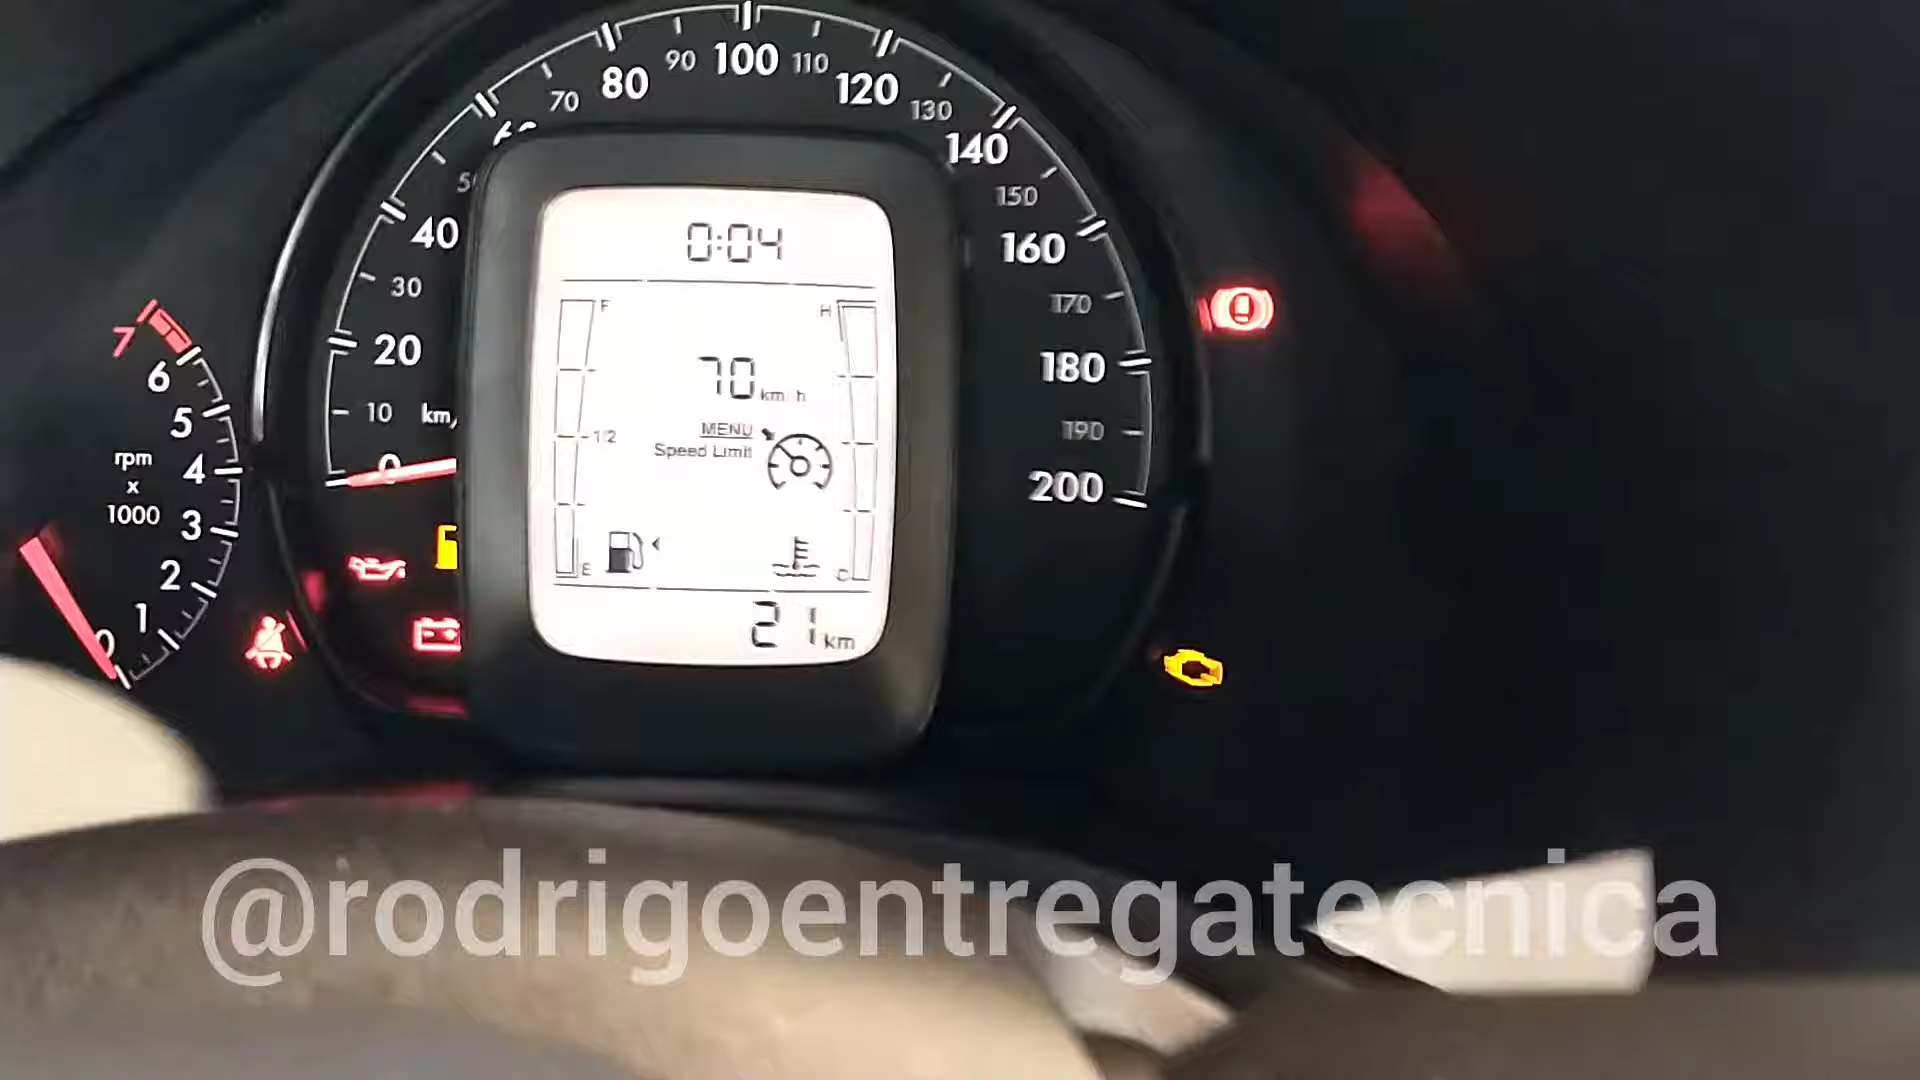 80 90 100 110 120
70 130
140
5 150
40 160
30 170
20 180
10 km/ 190
0 200
7
6
5
4
3
2
1
0
rpm
x
1000
0:04
F H
70 km/h
MENU
Speed Limit
1/2
E C
21 km
@rodrigoentregatecnica